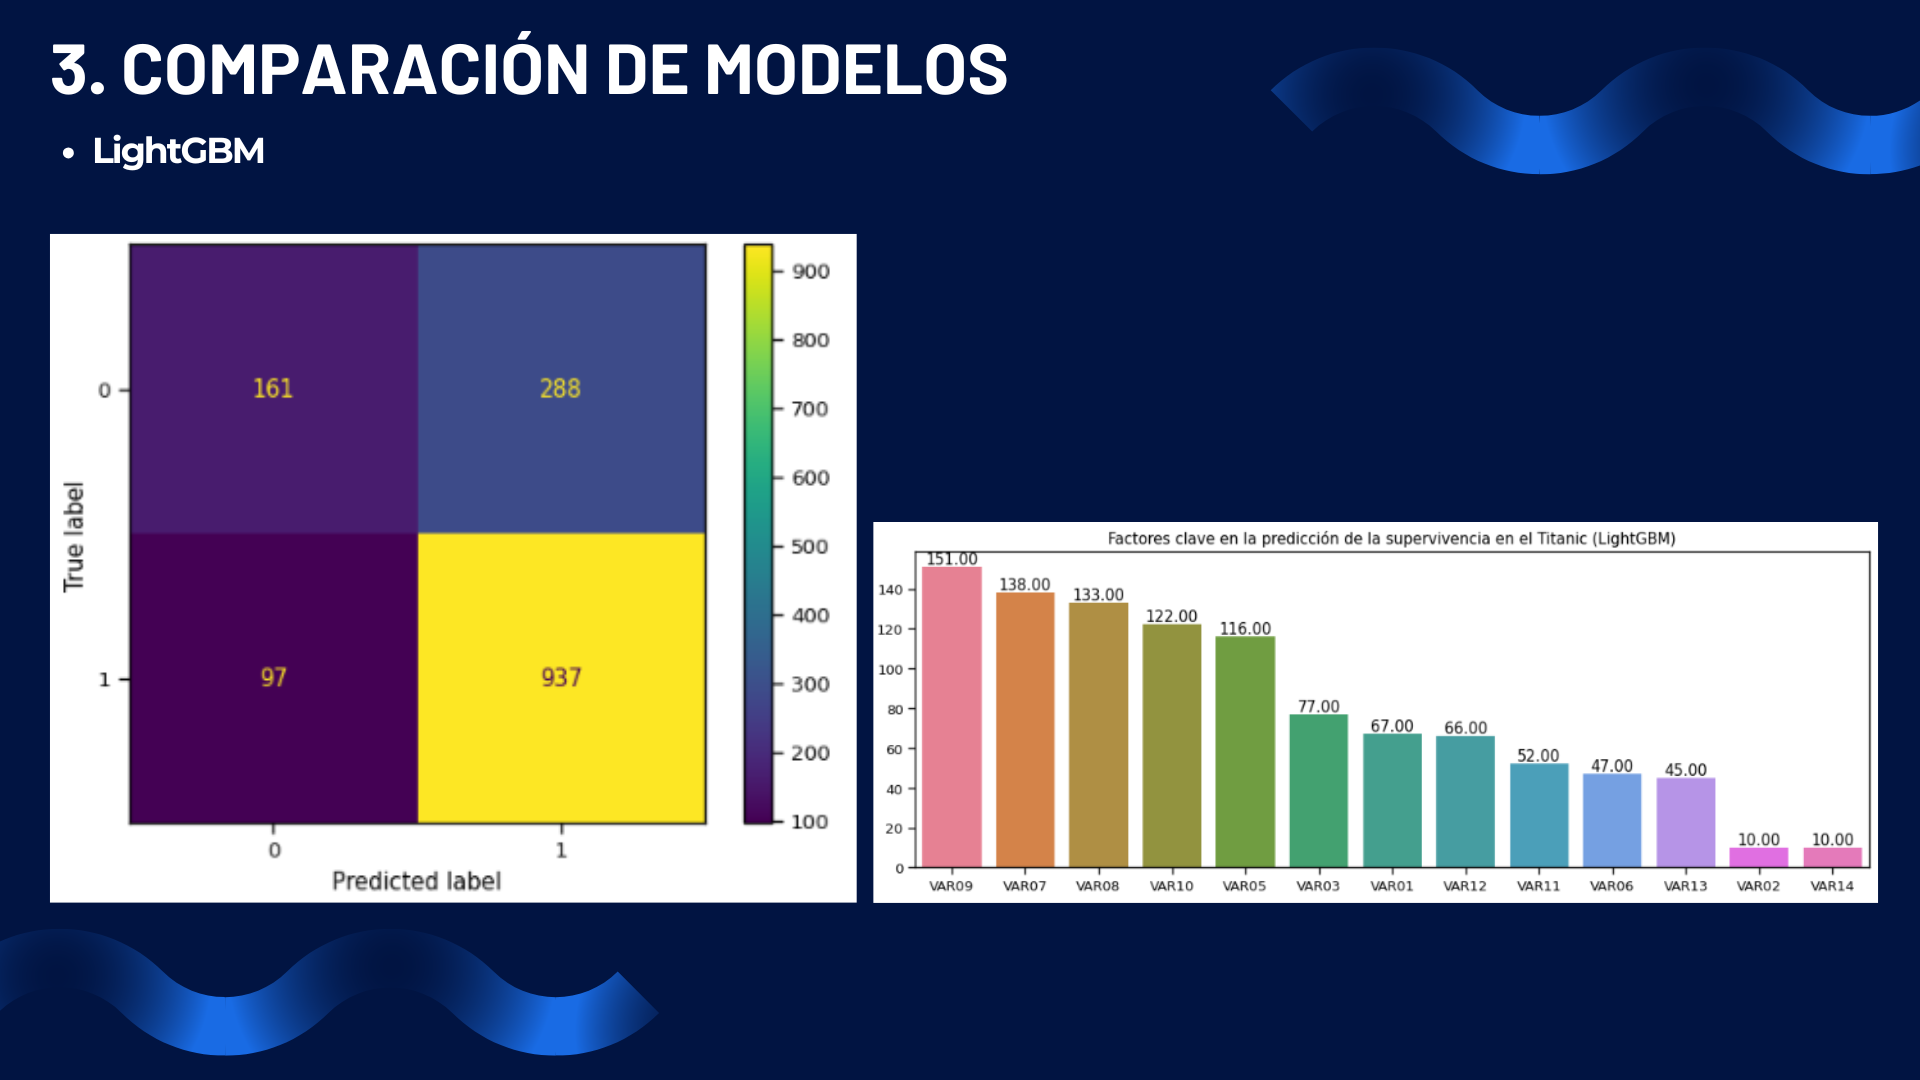 3. COMPARACIÓN DE MODELOS
• LightGBM
True label
0
1
161
288
97
937
0
1
Predicted label
900
800
700
600
500
400
300
200
100
Factores clave en la predicción de la supervivencia en el Titanic (LightGBM)
140
120
100
80
60
40
20
0
151.00
138.00
133.00
122.00
116.00
77.00
67.00
66.00
52.00
47.00
45.00
10.00
10.00
VAR09
VAR07
VAR08
VAR10
VAR05
VAR03
VAR01
VAR12
VAR11
VAR06
VAR13
VAR02
VAR14